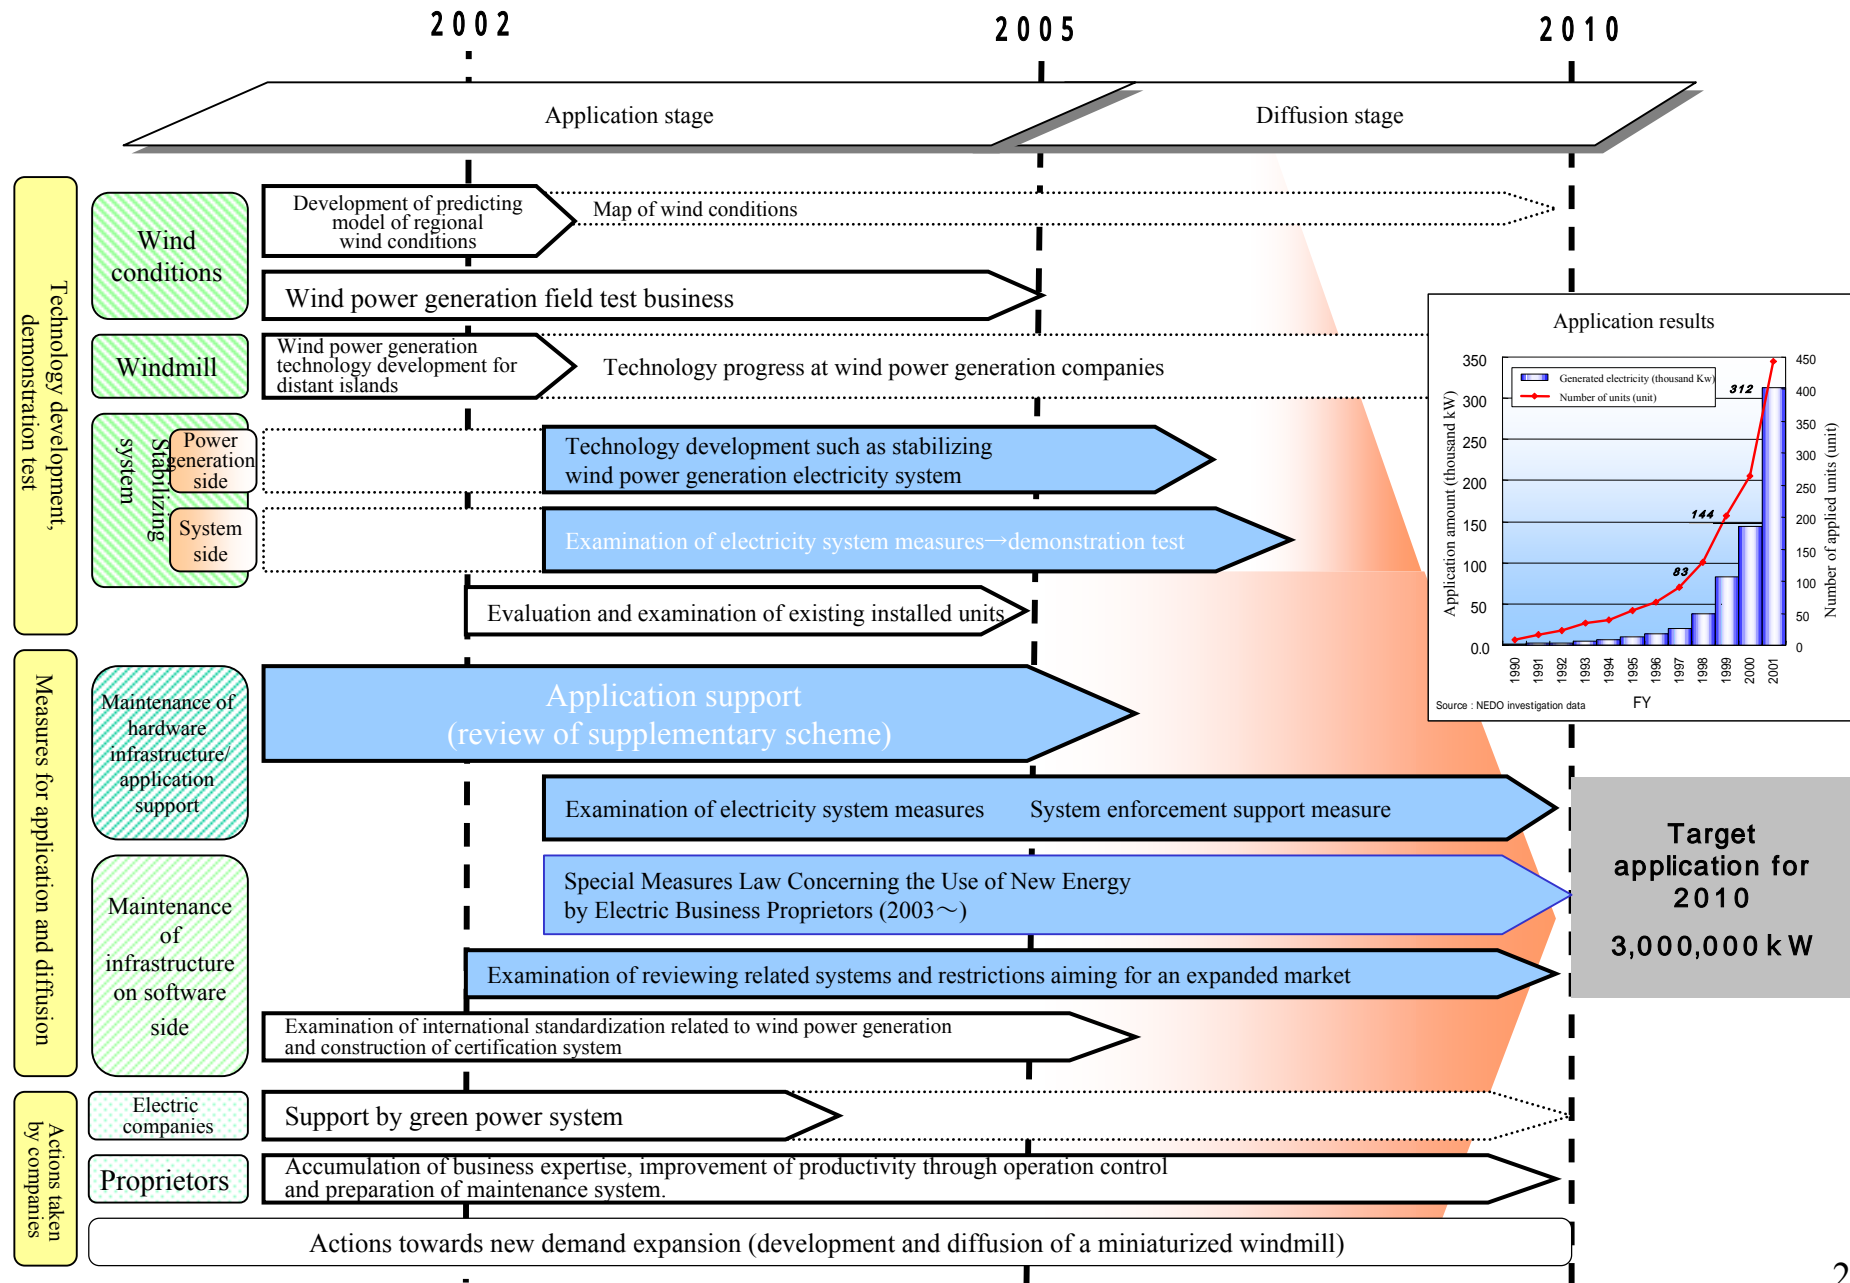 2002
2005
2010
Application stage
Diffusion stage
Technology development,
demonstration test
Wind
conditions
Development of predicting
model of regional
wind conditions
Map of wind conditions
Wind power generation field test business
Windmill
Wind power generation
technology development for
distant islands
Technology progress at wind power generation companies
Stabilizing
system
Power
generation
side
Technology development such as stabilizing
wind power generation electricity system
System
side
Examination of electricity system measures→demonstration test
Evaluation and examination of existing installed units
Application results
Application amount (thousand kW)
350
300
250
200
150
100
50
0.0
Generated electricity (thousand Kw)
Number of units (unit)
312
144
83
450
400
350
300
250
200
150
100
50
0
Number of applied units (unit)
1990
1991
1992
1993
1994
1995
1996
1997
1998
1999
2000
2001
Source : NEDO investigation data
FY
Measures for application and diffusion
Maintenance of
hardware
infrastructure/
application
support
Application support
(review of supplementary scheme)
Examination of electricity system measures System enforcement support measure
Maintenance
of
infrastructure
on software
side
Special Measures Law Concerning the Use of New Energy
by Electric Business Proprietors (2003～)
Examination of reviewing related systems and restrictions aiming for an expanded market
Examination of international standardization related to wind power generation
and construction of certification system
Target
application for
2010
3,000,000 kW
Actions taken
by companies
Electric
companies
Support by green power system
Proprietors
Accumulation of business expertise, improvement of productivity through operation control
and preparation of maintenance system.
Actions towards new demand expansion (development and diffusion of a miniaturized windmill)
2